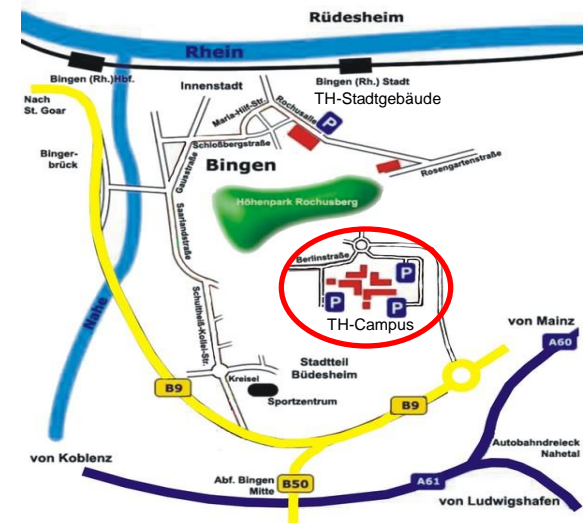 Rüdesheim
Rhein
Bingen (Rh.)Hbf.
Bingen (Rh.) Stadt
Nach
St. Goar
Innenstadt
TH-Stadtgebäude
Maria-Hilf-Str.
Rochusallee
P
Schloßbergstraße
Binger-
brück
Gaustraße
Bingen
Rosengartenstraße
Höhenpark Rochusberg
Saarlandstraße
Berlinstraße
P
P
P
TH-Campus
Nahe
Schultheiß-Kollei-Str.
von Mainz
A60
Stadtteil
Büdesheim
Kreisel
B9
Sportzentrum
B9
Autobahndreieck
Nahetal
von Koblenz
Abf. Bingen
Mitte
B50
A61
von Ludwigshafen